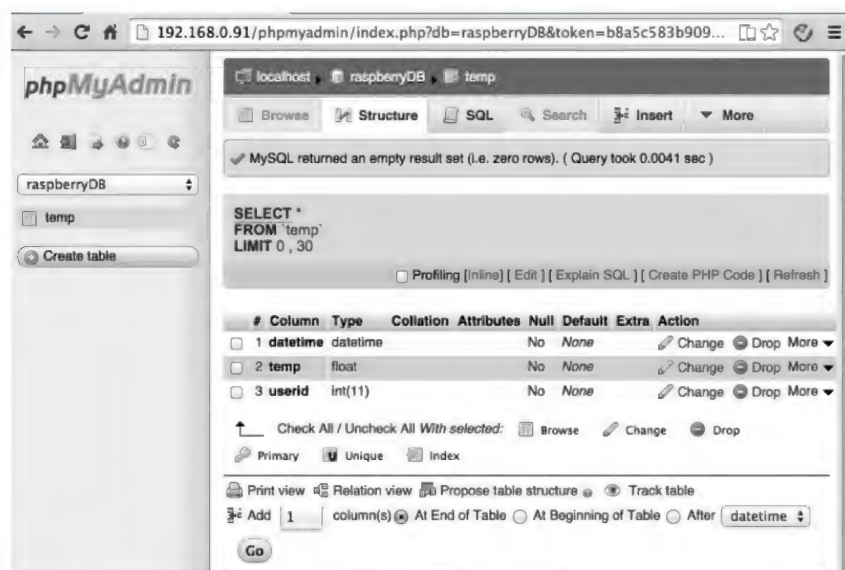 192.168.0.91/phpmyadmin/index.php?db=raspberryDB&token=b8a5c583b909...
phpMyAdmin
localhost raspberryDB temp
Browse Structure SQL Search Insert More
MySQL returned an empty result set (i.e. zero rows). ( Query took 0.0041 sec )
raspberryDB
temp
Create table
SELECT *
FROM `temp`
LIMIT 0 , 30
Profiling [Inline] [ Edit ] [ Explain SQL ] [ Create PHP Code ] [ Refresh ]
# Column Type Collation Attributes Null Default Extra Action
1 datetime datetime No None Change Drop More
2 temp float No None Change Drop More
3 userid int(11) No None Change Drop More
Check All / Uncheck All With selected: Browse Change Drop
Primary U Unique Index
Print view Relation view Propose table structure Track table
Add 1 column(s) At End of Table At Beginning of Table After datetime
Go